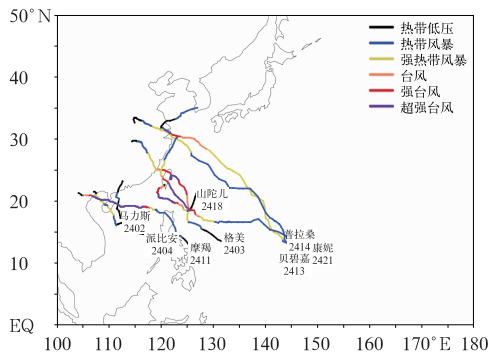 50°N
40
30
20
10
EQ
100
110
120
130
140
150
160
170°E
180
热带低压
热带风暴
强热带风暴
台风
强台风
超强台风
山陀儿
2418
马力斯
2402
派比安
2404
摩羯
2411
格美
2403
普拉桑
2414
康妮
2421
贝碧嘉
2413